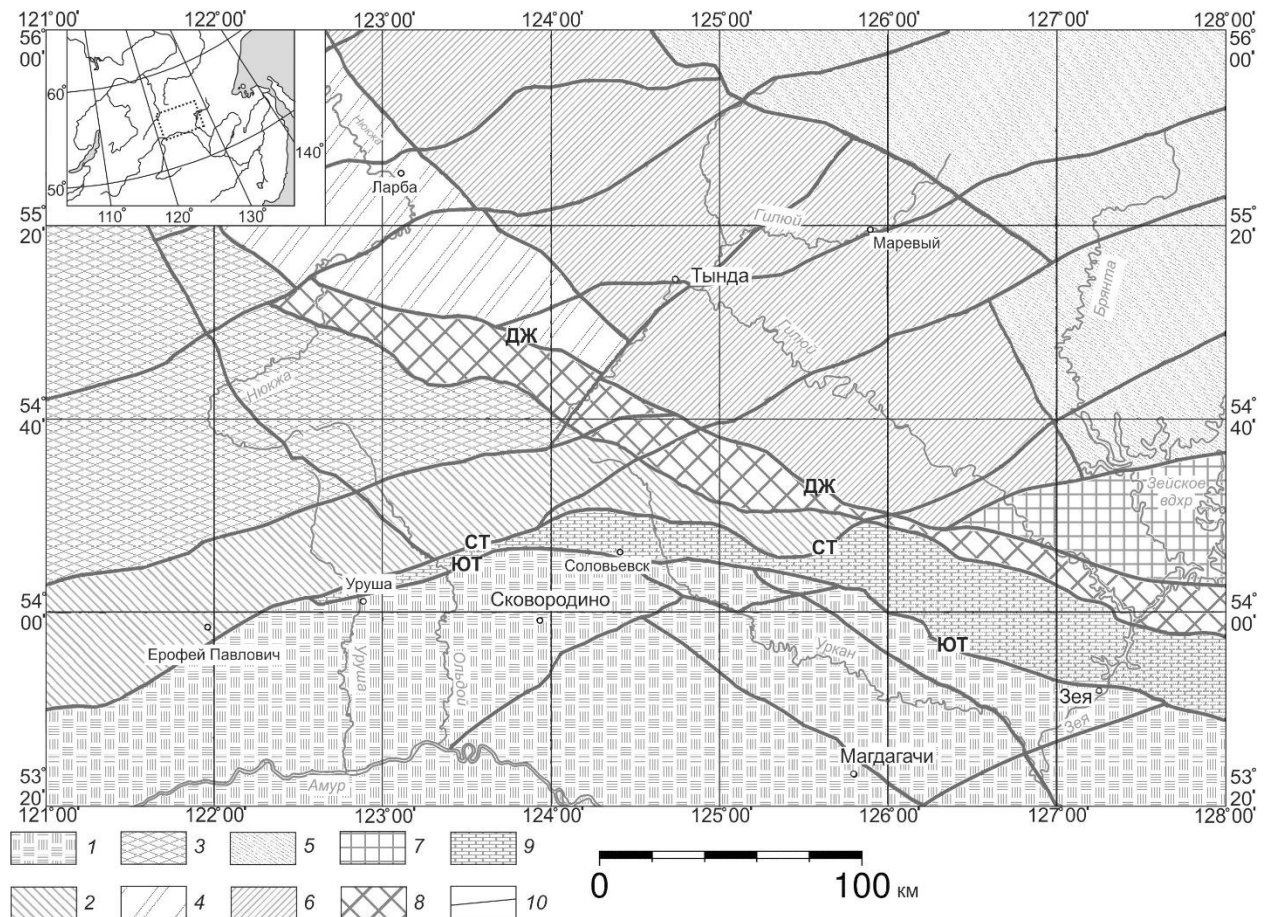 121°00' 122°00' 123°00' 124°00' 125°00' 126°00' 127°00' 128°00'
56°
00'
56°
00'
60°
50°
140°
110° 120° 130°
Нюкжа
Ларба
55°
20'
Гилюй
Маревый
55°
20'
Тында
Брянта
ДЖ
Гилюй
Нюкжа
54°
40'
54°
40'
ДЖ
Зейское
вдхр
СТ
СТ
ЮТ
Соловьевск
Уруша
54°
00'
Сковородино
54°
00'
Ерофей Павлович
Уруша
Ольдой
Уркан
ЮТ
Зея
Зея
Магдагачи
53°
20'
Амур
53°
20'
121°00' 122°00' 123°00' 124°00' 125°00' 126°00' 127°00' 128°00'
1 3 5 7 9
2 4 6 8 10
0 100 км